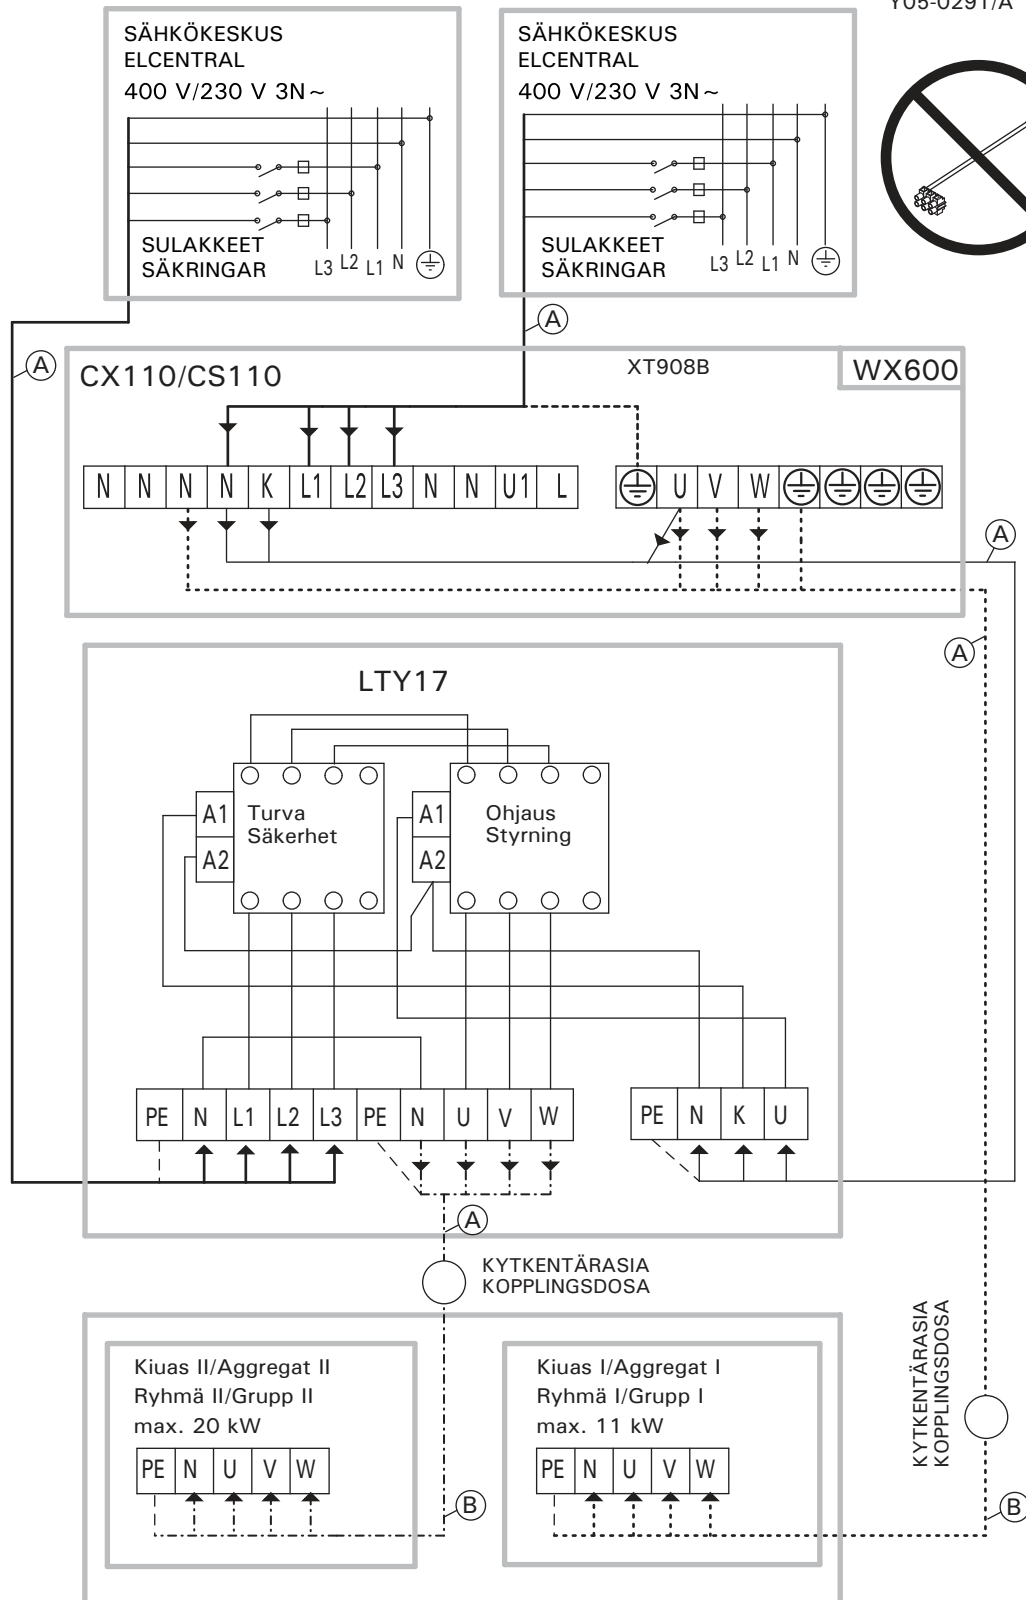 Y05-0291/A
SÄHKÖKESKUS
ELCENTRAL
400 V/230 V 3N~
SULAKKEET
SÄKRINGAR
L3 L2 L1 N
SÄHKÖKESKUS
ELCENTRAL
400 V/230 V 3N~
SULAKKEET
SÄKRINGAR
L3 L2 L1 N
A
A
CX110/CS110
XT908B
WX600
N N N N K L1 L2 L3 N N U1 L
U V W
A
A
LTY17
A1
A2
Turva
Säkerhet
A1
A2
Ohjaus
Styrning
PE N L1 L2 L3 PE N U V W
PE N K U
A
KYTKENTÄRASIA
KOPPLINGSDOSA
KYTKENTÄRASIA
KOPPLINGSDOSA
Kiuas II/Aggregat II
Ryhmä II/Grupp II
max. 20 kW
PE N U V W
B
Kiuas I/Aggregat I
Ryhmä I/Grupp I
max. 11 kW
PE N U V W
B